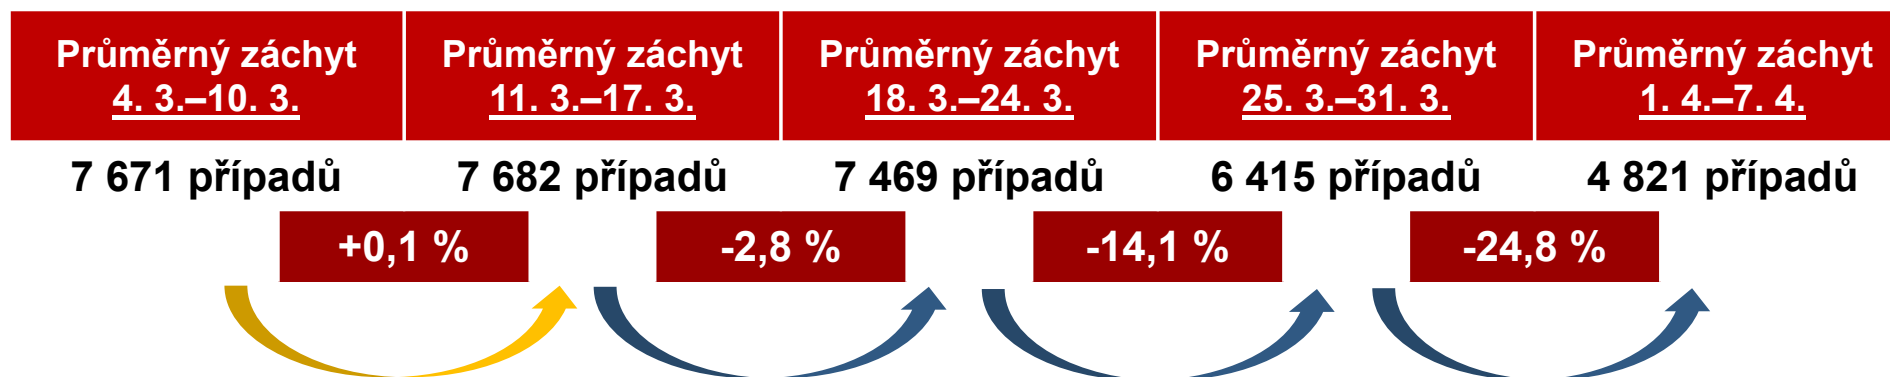 Průměrný záchyt
4. 3.–10. 3.
Průměrný záchyt
11. 3.–17. 3.
Průměrný záchyt
18. 3.–24. 3.
Průměrný záchyt
25. 3.–31. 3.
Průměrný záchyt
1. 4.–7. 4.
7 671 případů
7 682 případů
7 469 případů
6 415 případů
4 821 případů
+0,1 %
-2,8 %
-14,1 %
-24,8 %